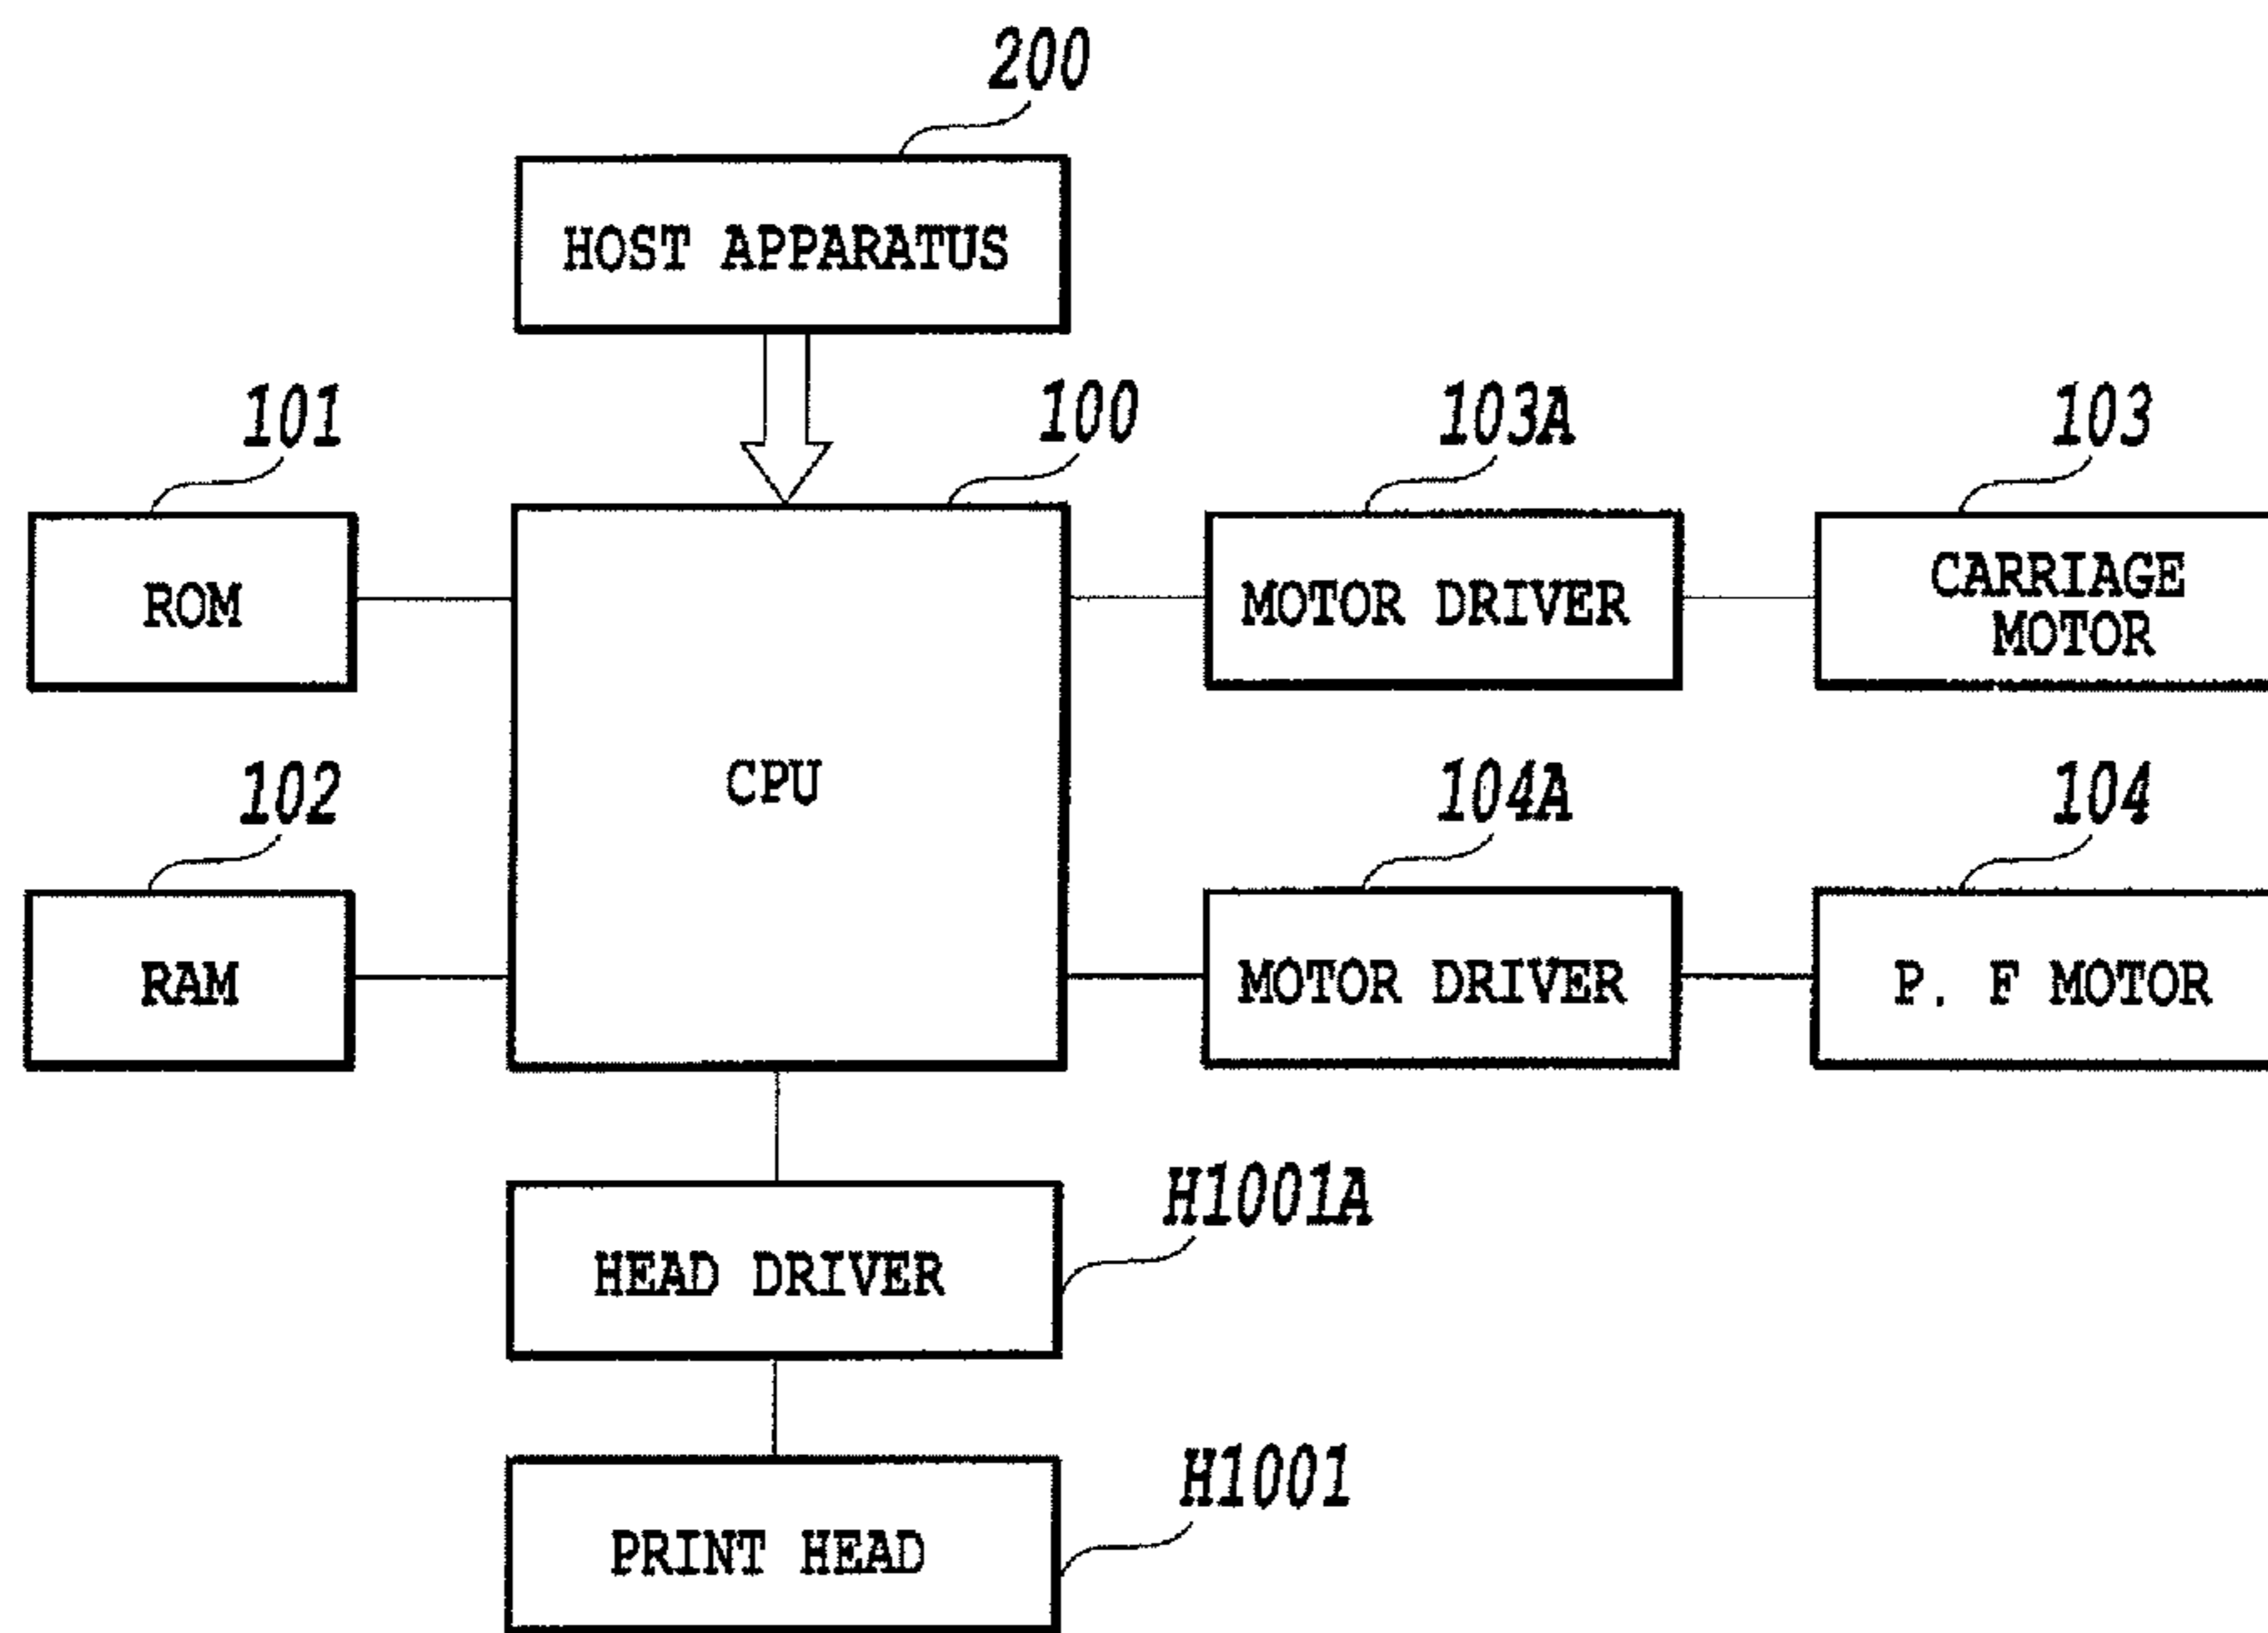 200
HOST APPARATUS
101
100
103A
103
ROM
MOTOR DRIVER
CARRIAGE
MOTOR
CPU
102
104A
104
RAM
MOTOR DRIVER
P. F MOTOR
H1001A
HEAD DRIVER
H1001
PRINT HEAD